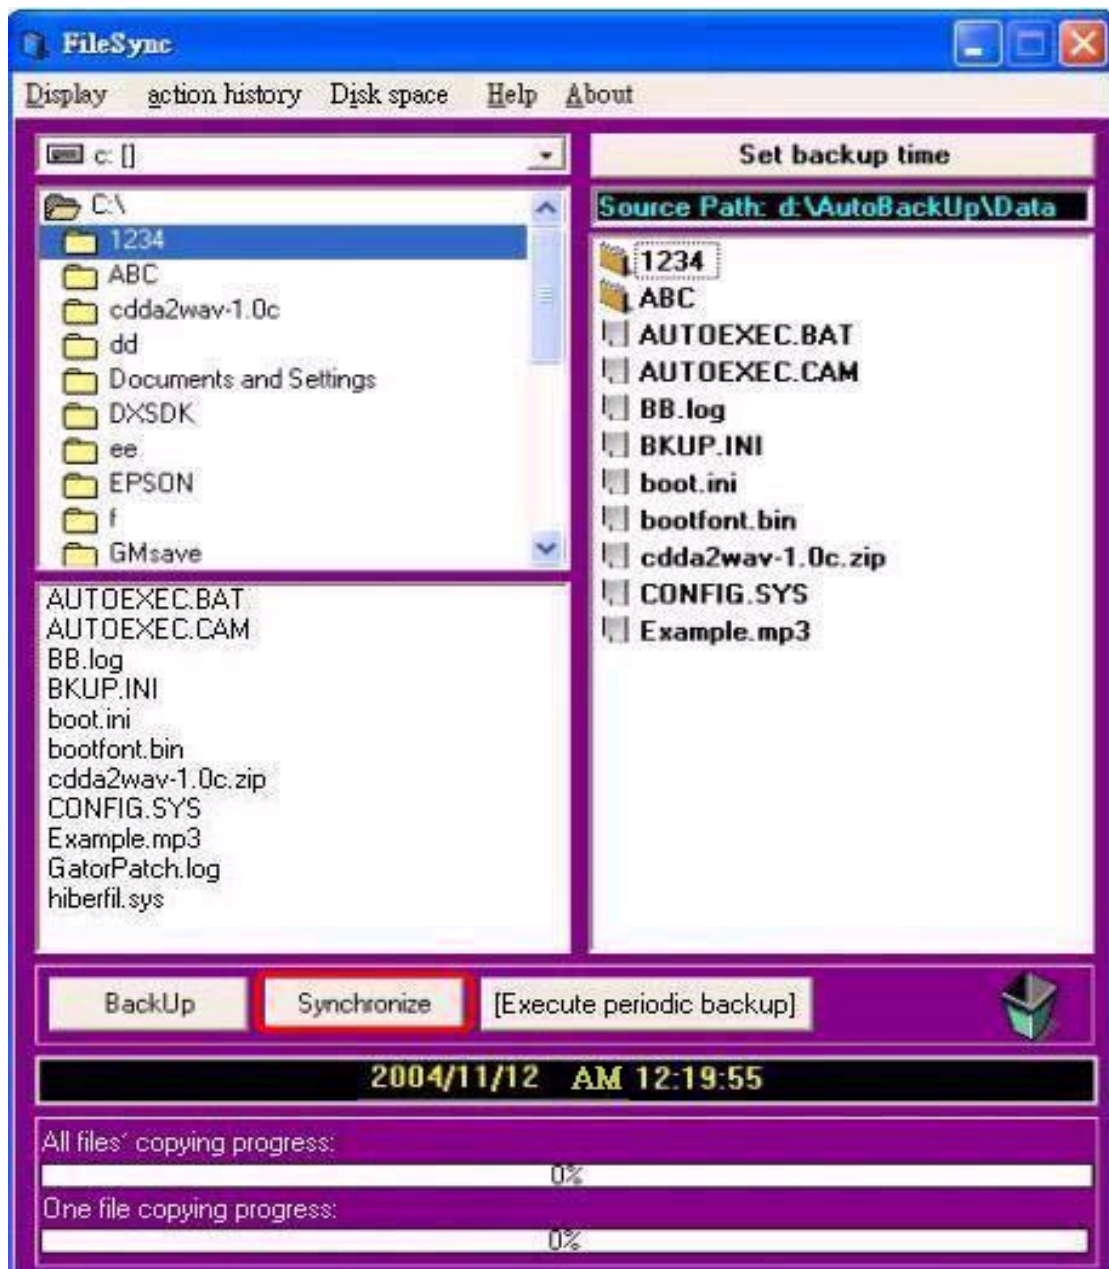 FileSync
Display action history Disk space Help About
c: []
C:\
1234
ABC
cdda2wav-1.0c
dd
Documents and Settings
DXSDK
ee
EPSON
f
GMsave
AUTOEXEC.BAT
AUTOEXEC.CAM
BB.log
BKUP.INI
boot.ini
bootfont.bin
cdda2wav-1.0c.zip
CONFIG.SYS
Example.mp3
GatorPatch.log
hiberfil.sys
Set backup time
Source Path: d:\AutoBackUp\Data
1234
ABC
AUTOEXEC.BAT
AUTOEXEC.CAM
BB.log
BKUP.INI
boot.ini
bootfont.bin
cdda2wav-1.0c.zip
CONFIG.SYS
Example.mp3
BackUp Synchronize [Execute periodic backup]
2004/11/12 AM 12:19:55
All files' copying progress:
0%
One file copying progress:
0%